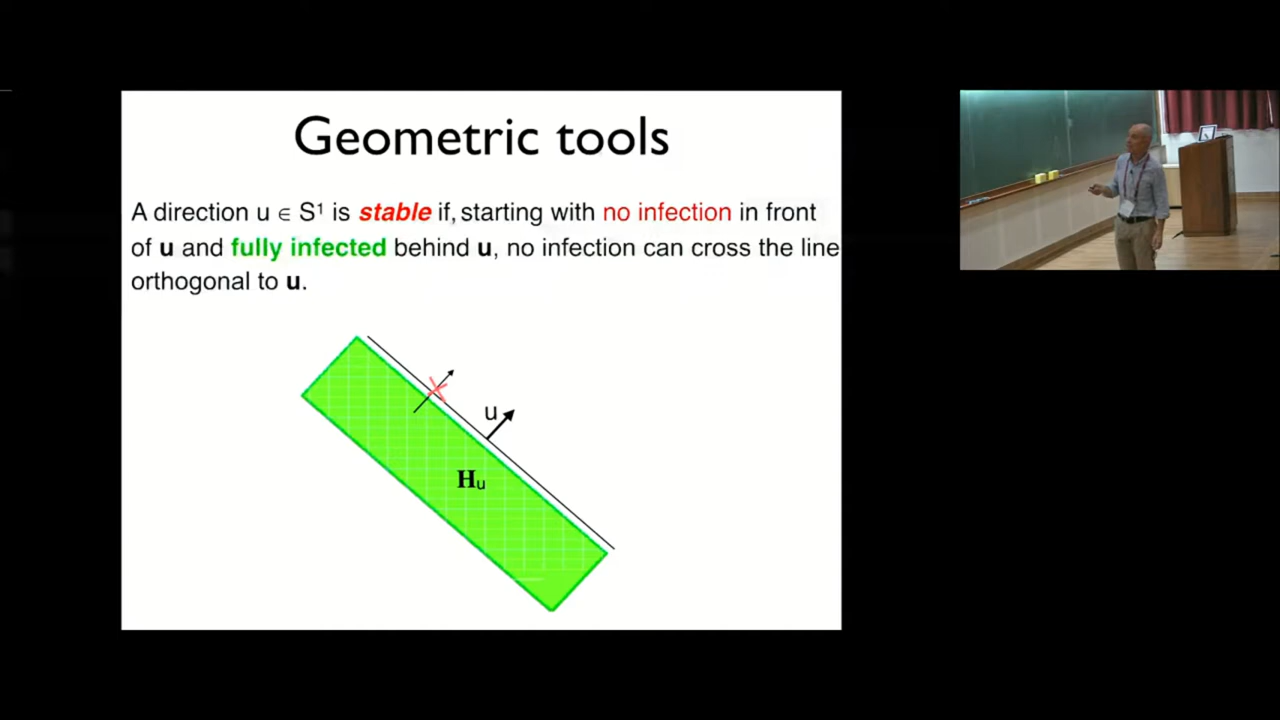 Geometric tools
A direction u ∈ S¹ is stable if, starting with no infection in front
of u and fully infected behind u, no infection can cross the line
orthogonal to u.
u
Hᵤ